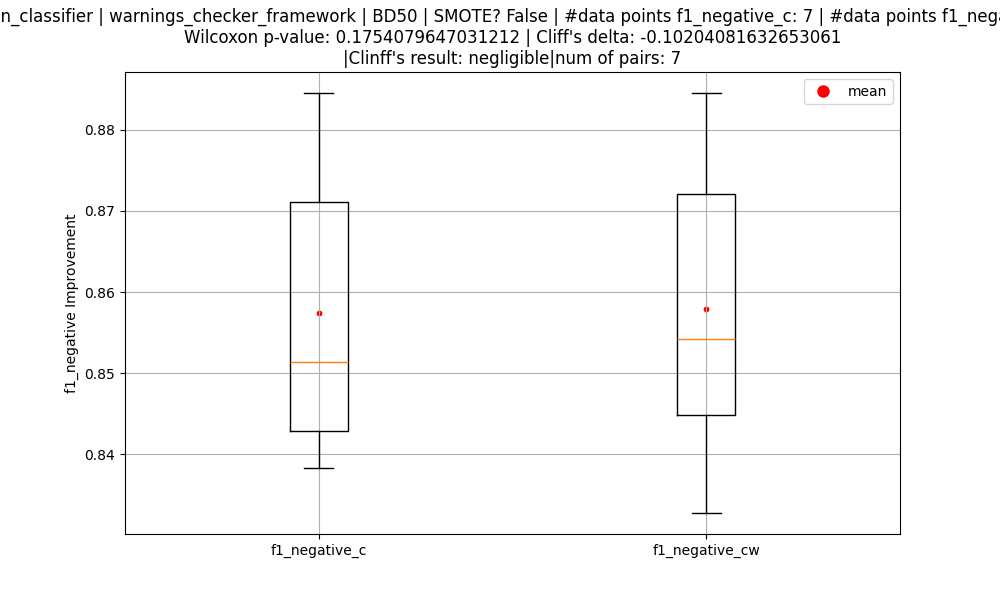 n_classifier | warnings_checker_framework | BD50 | SMOTE? False | #data points f1_negative_c: 7 | #data points f1_neg
Wilcoxon p-value: 0.1754079647031212 | Cliff's delta: -0.10204081632653061
|Clinff's result: negligible|num of pairs: 7
mean
0.88
0.87
0.86
0.85
0.84
f1_negative Improvement
f1_negative_c
f1_negative_cw